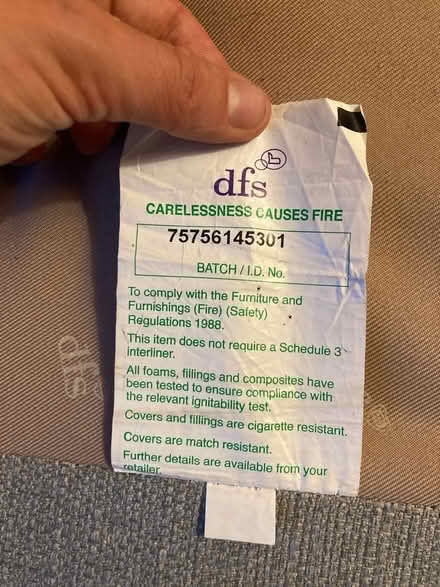 dfs
CARELESSNESS CAUSES FIRE
75756145301
BATCH / I.D. No.
To comply with the Furniture and
Furnishings (Fire) (Safety)
Regulations 1988.
This item does not require a Schedule 3
interliner.
All foams, fillings and composites have
been tested to ensure compliance with
the relevant ignitability test.
Covers and fillings are cigarette resistant.
Covers are match resistant.
Further details are available from your
retailer.
dfs